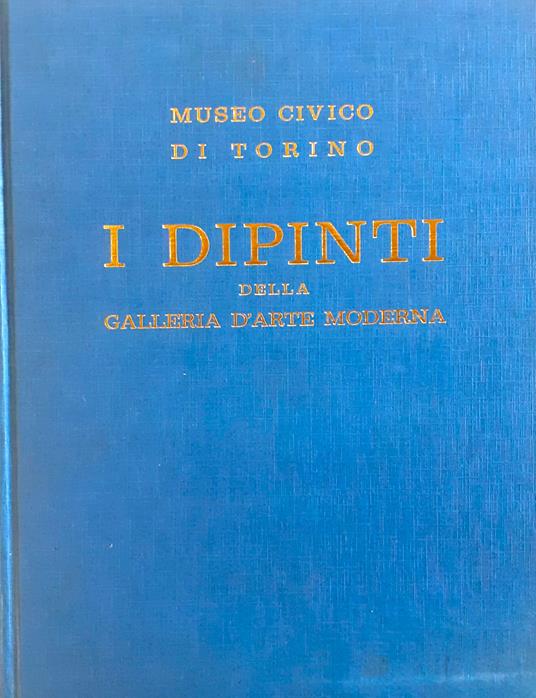 MUSEO CIVICO
DI TORINO
I DIPINTI
DELLA
GALLERIA D'ARTE MODERNA